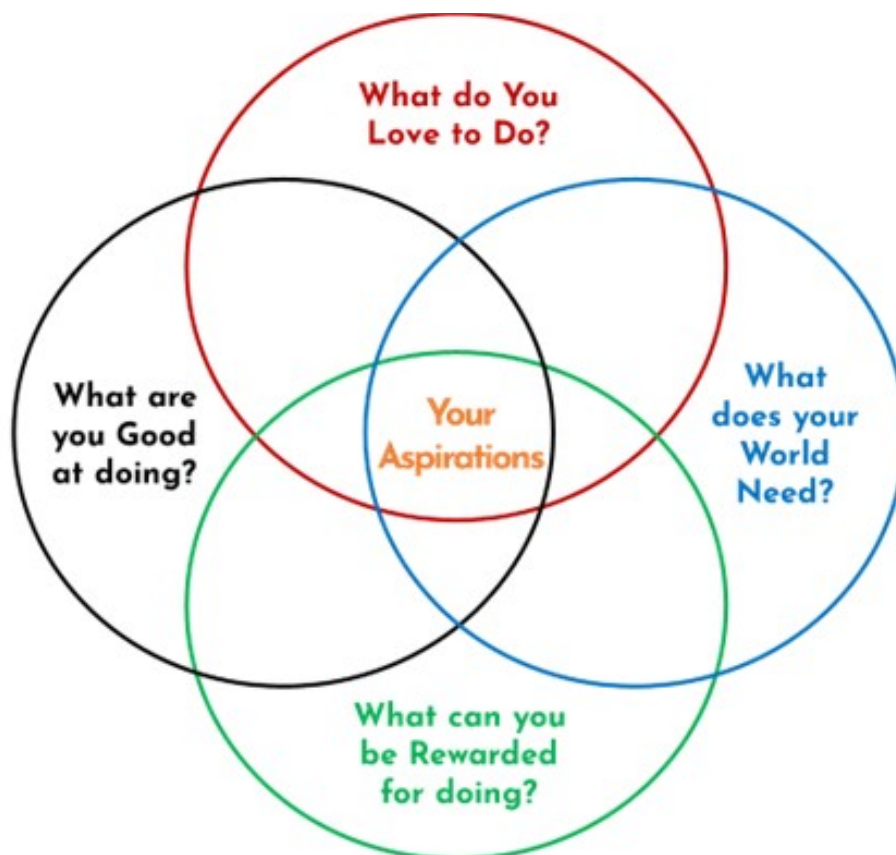 What do You
Love to Do?
What are
you Good
at doing?
Your
Aspirations
What
does your
World
Need?
What can you
be Rewarded
for doing?